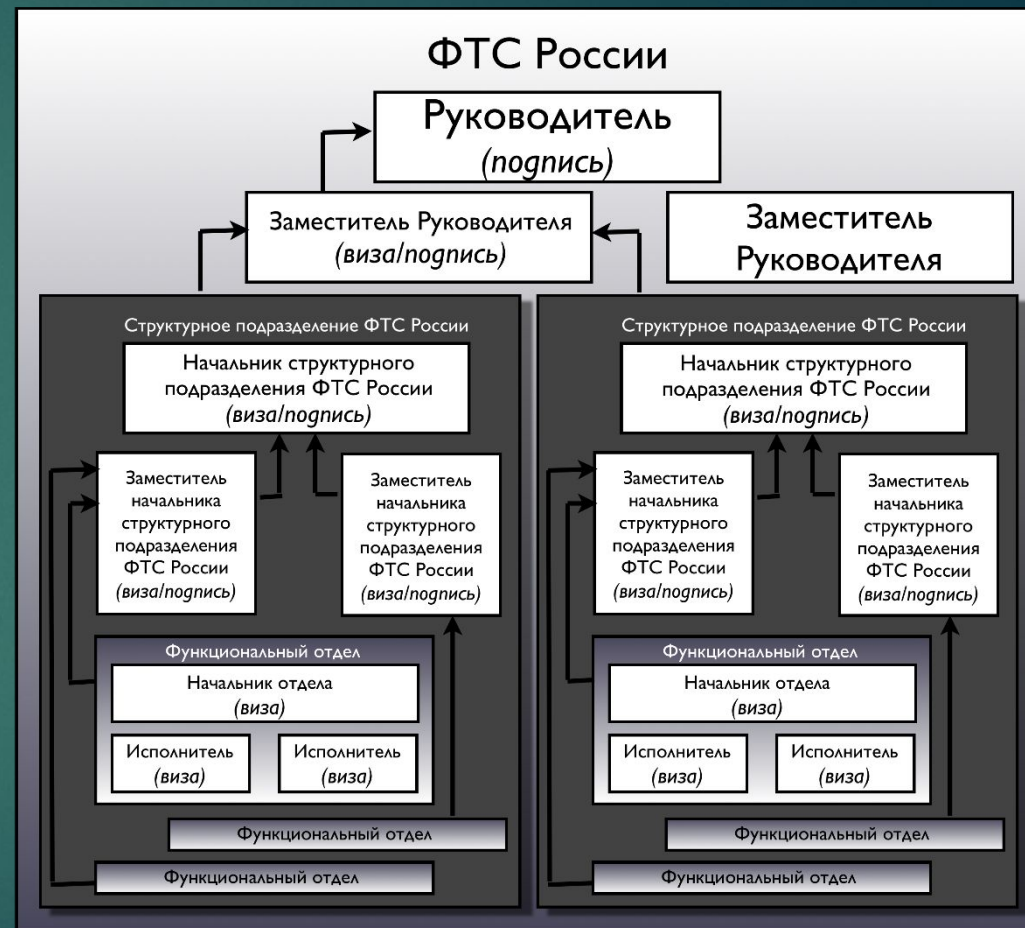 ФТС России
Руководитель
(подпись)
Заместитель Руководителя
(виза/подпись)
Заместитель
Руководителя
Структурное подразделение ФТС России
Начальник структурного
подразделения ФТС России
(виза/подпись)
Заместитель
начальника
структурного
подразделения
ФТС России
(виза/подпись)
Заместитель
начальника
структурного
подразделения
ФТС России
(виза/подпись)
Функциональный отдел
Начальник отдела
(виза)
Исполнитель
(виза)
Исполнитель
(виза)
Функциональный отдел
Функциональный отдел
Структурное подразделение ФТС России
Начальник структурного
подразделения ФТС России
(виза/подпись)
Заместитель
начальника
структурного
подразделения
ФТС России
(виза/подпись)
Заместитель
начальника
структурного
подразделения
ФТС России
(виза/подпись)
Функциональный отдел
Начальник отдела
(виза)
Исполнитель
(виза)
Исполнитель
(виза)
Функциональный отдел
Функциональный отдел